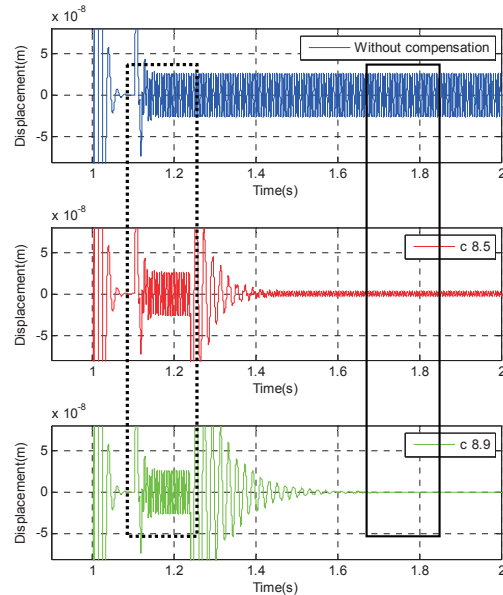 x 10^-8
Without compensation
Displacement(m)
5
0
-5
1 1.2 1.4 1.6 1.8 2
Time(s)
x 10^-8
c 8.5
Displacement(m)
5
0
-5
1 1.2 1.4 1.6 1.8 2
Time(s)
x 10^-8
c 8.9
Displacement(m)
5
0
-5
1 1.2 1.4 1.6 1.8 2
Time(s)